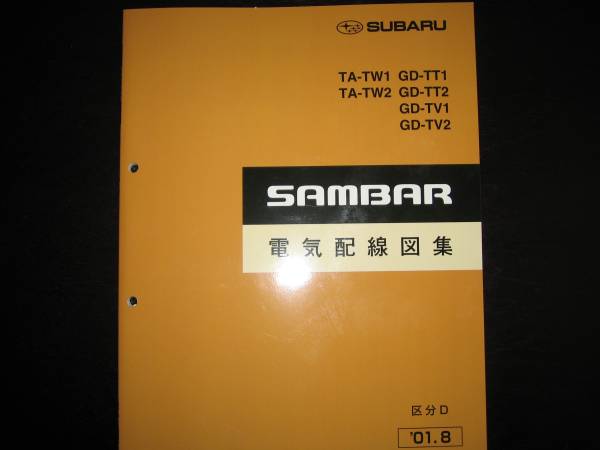 SUBARU
TA-TW1 GD-TT1
TA-TW2 GD-TT2
GD-TV1
GD-TV2
SAMBAR
電気配線図集
区分D
'01.8